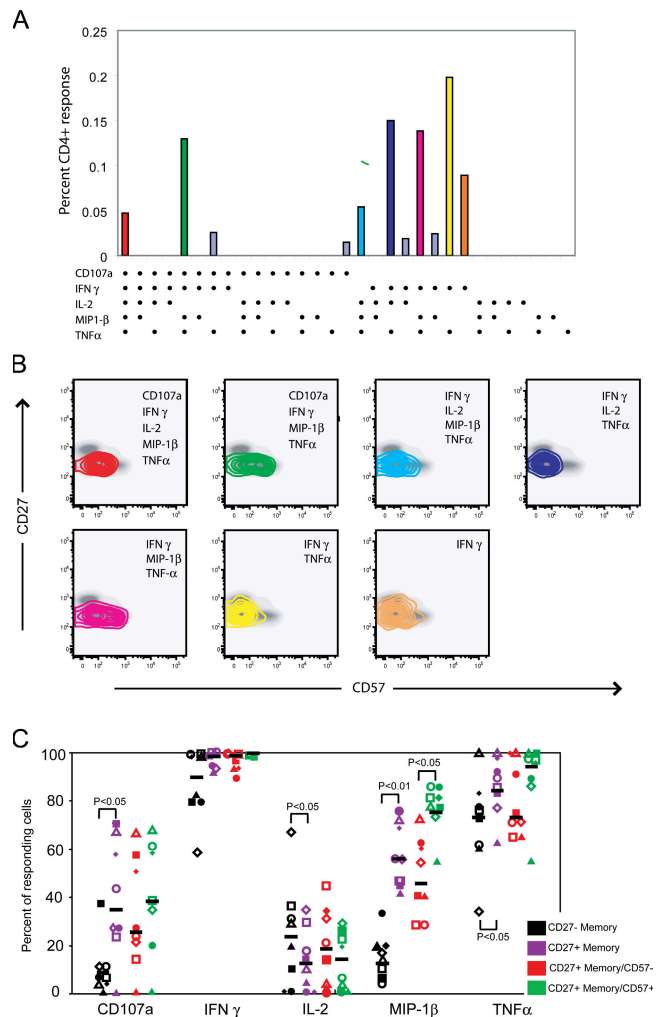 A
Percent CD4+ response
0.25
0.2
0.15
0.1
0.05
0
CD107a
IFN γ
IL-2
MIP1-β
TNFα
B
CD27
CD107a
IFN γ
IL-2
MIP-1β
TNFα
CD107a
IFN γ
MIP-1β
TNFα
IFN γ
IL-2
MIP-1β
TNFα
IFN γ
IL-2
TNFα
IFN γ
MIP-1β
TNF-α
IFN γ
TNFα
IFN γ
CD57
C
Percent of responding cells
100
80
60
40
20
0
P<0.05
P<0.05
P<0.01
P<0.05
P<0.05
CD107a
IFN γ
IL-2
MIP-1β
TNFα
CD27- Memory
CD27+ Memory
CD27+ Memory/CD57-
CD27+ Memory/CD57+